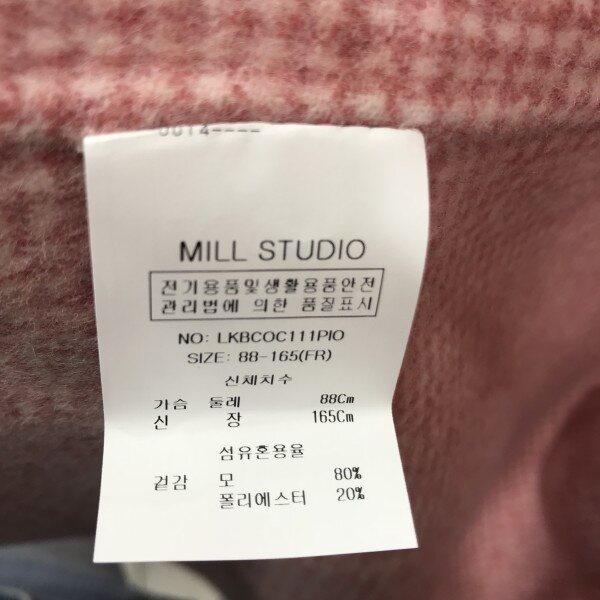 MILL STUDIO
전기용품및생활용품안전
관리법에 의한 품질표시
NO: LKBCOC111PIO
SIZE: 88-165(FR)
신체치수
가슴 둘레 88Cm
신 장 165Cm
섬유혼용율
겉감 모 80%
폴리에스터 20%